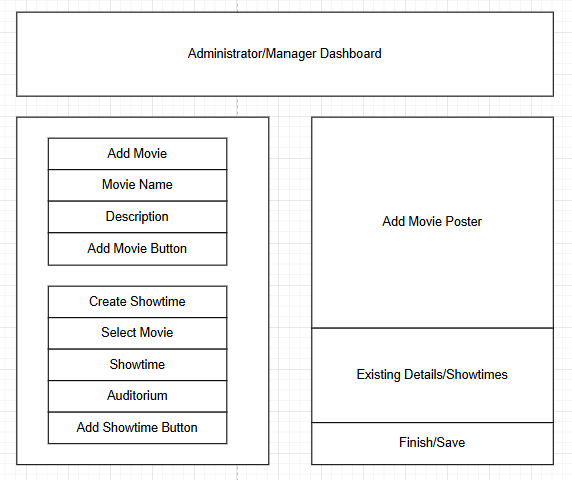 Administrator/Manager Dashboard
Add Movie
Movie Name
Description
Add Movie Button
Create Showtime
Select Movie
Showtime
Auditorium
Add Showtime Button
Add Movie Poster
Existing Details/Showtimes
Finish/Save